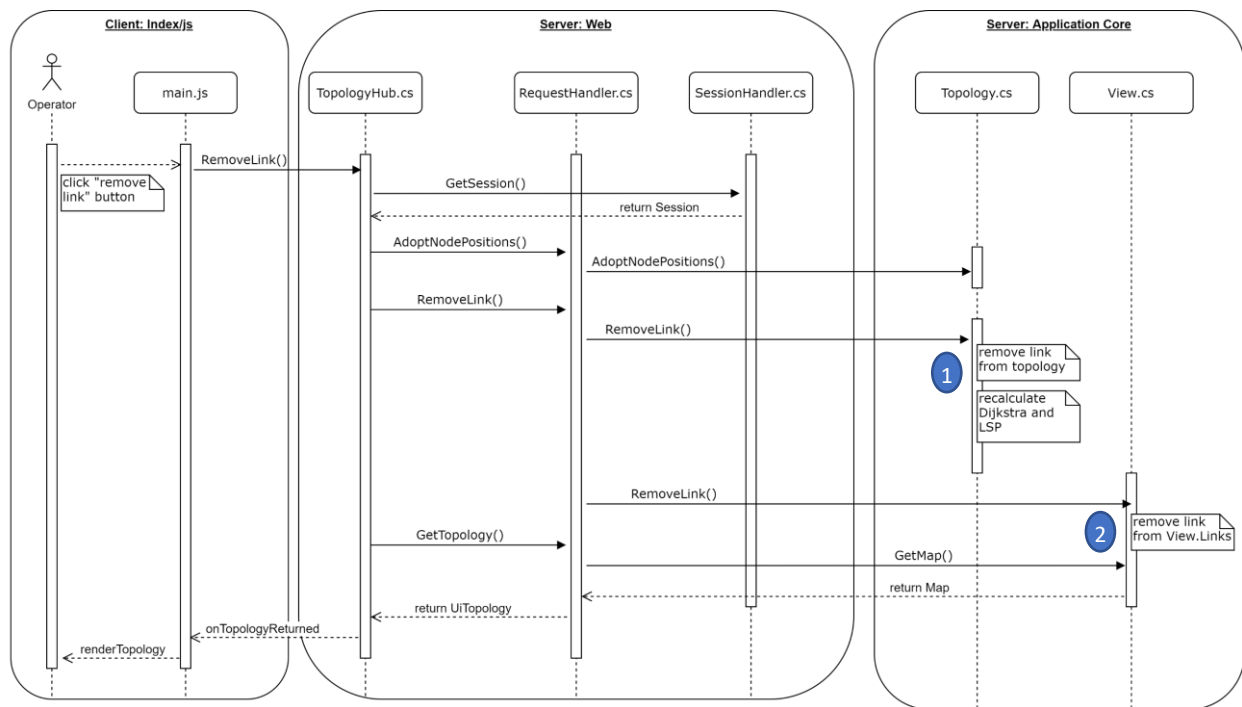 Client: Index/js
Server: Web
Server: Application Core
Operator
main.js
TopologyHub.cs
RequestHandler.cs
SessionHandler.cs
Topology.cs
View.cs
RemoveLink()
click "remove
link" button
GetSession()
return Session
AdoptNodePositions()
AdoptNodePositions()
RemoveLink()
RemoveLink()
1
remove link
from topology
recalculate
Dijkstra and
LSP
RemoveLink()
2
remove link
from View.Links
GetTopology()
GetMap()
return Map
return UiTopology
onTopologyReturned
renderTopology